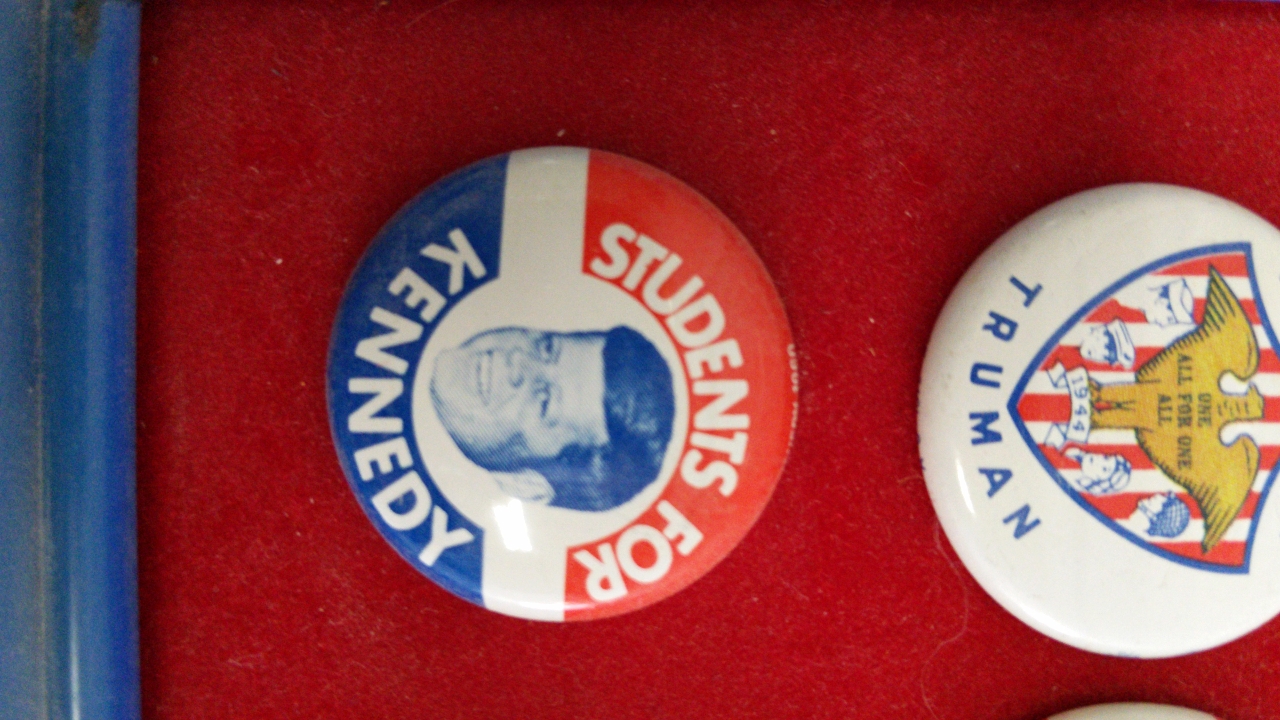 STUDENTS FOR
KENNEDY
ONE
ALL FOR ONE
ALL
1944
TRUMAN